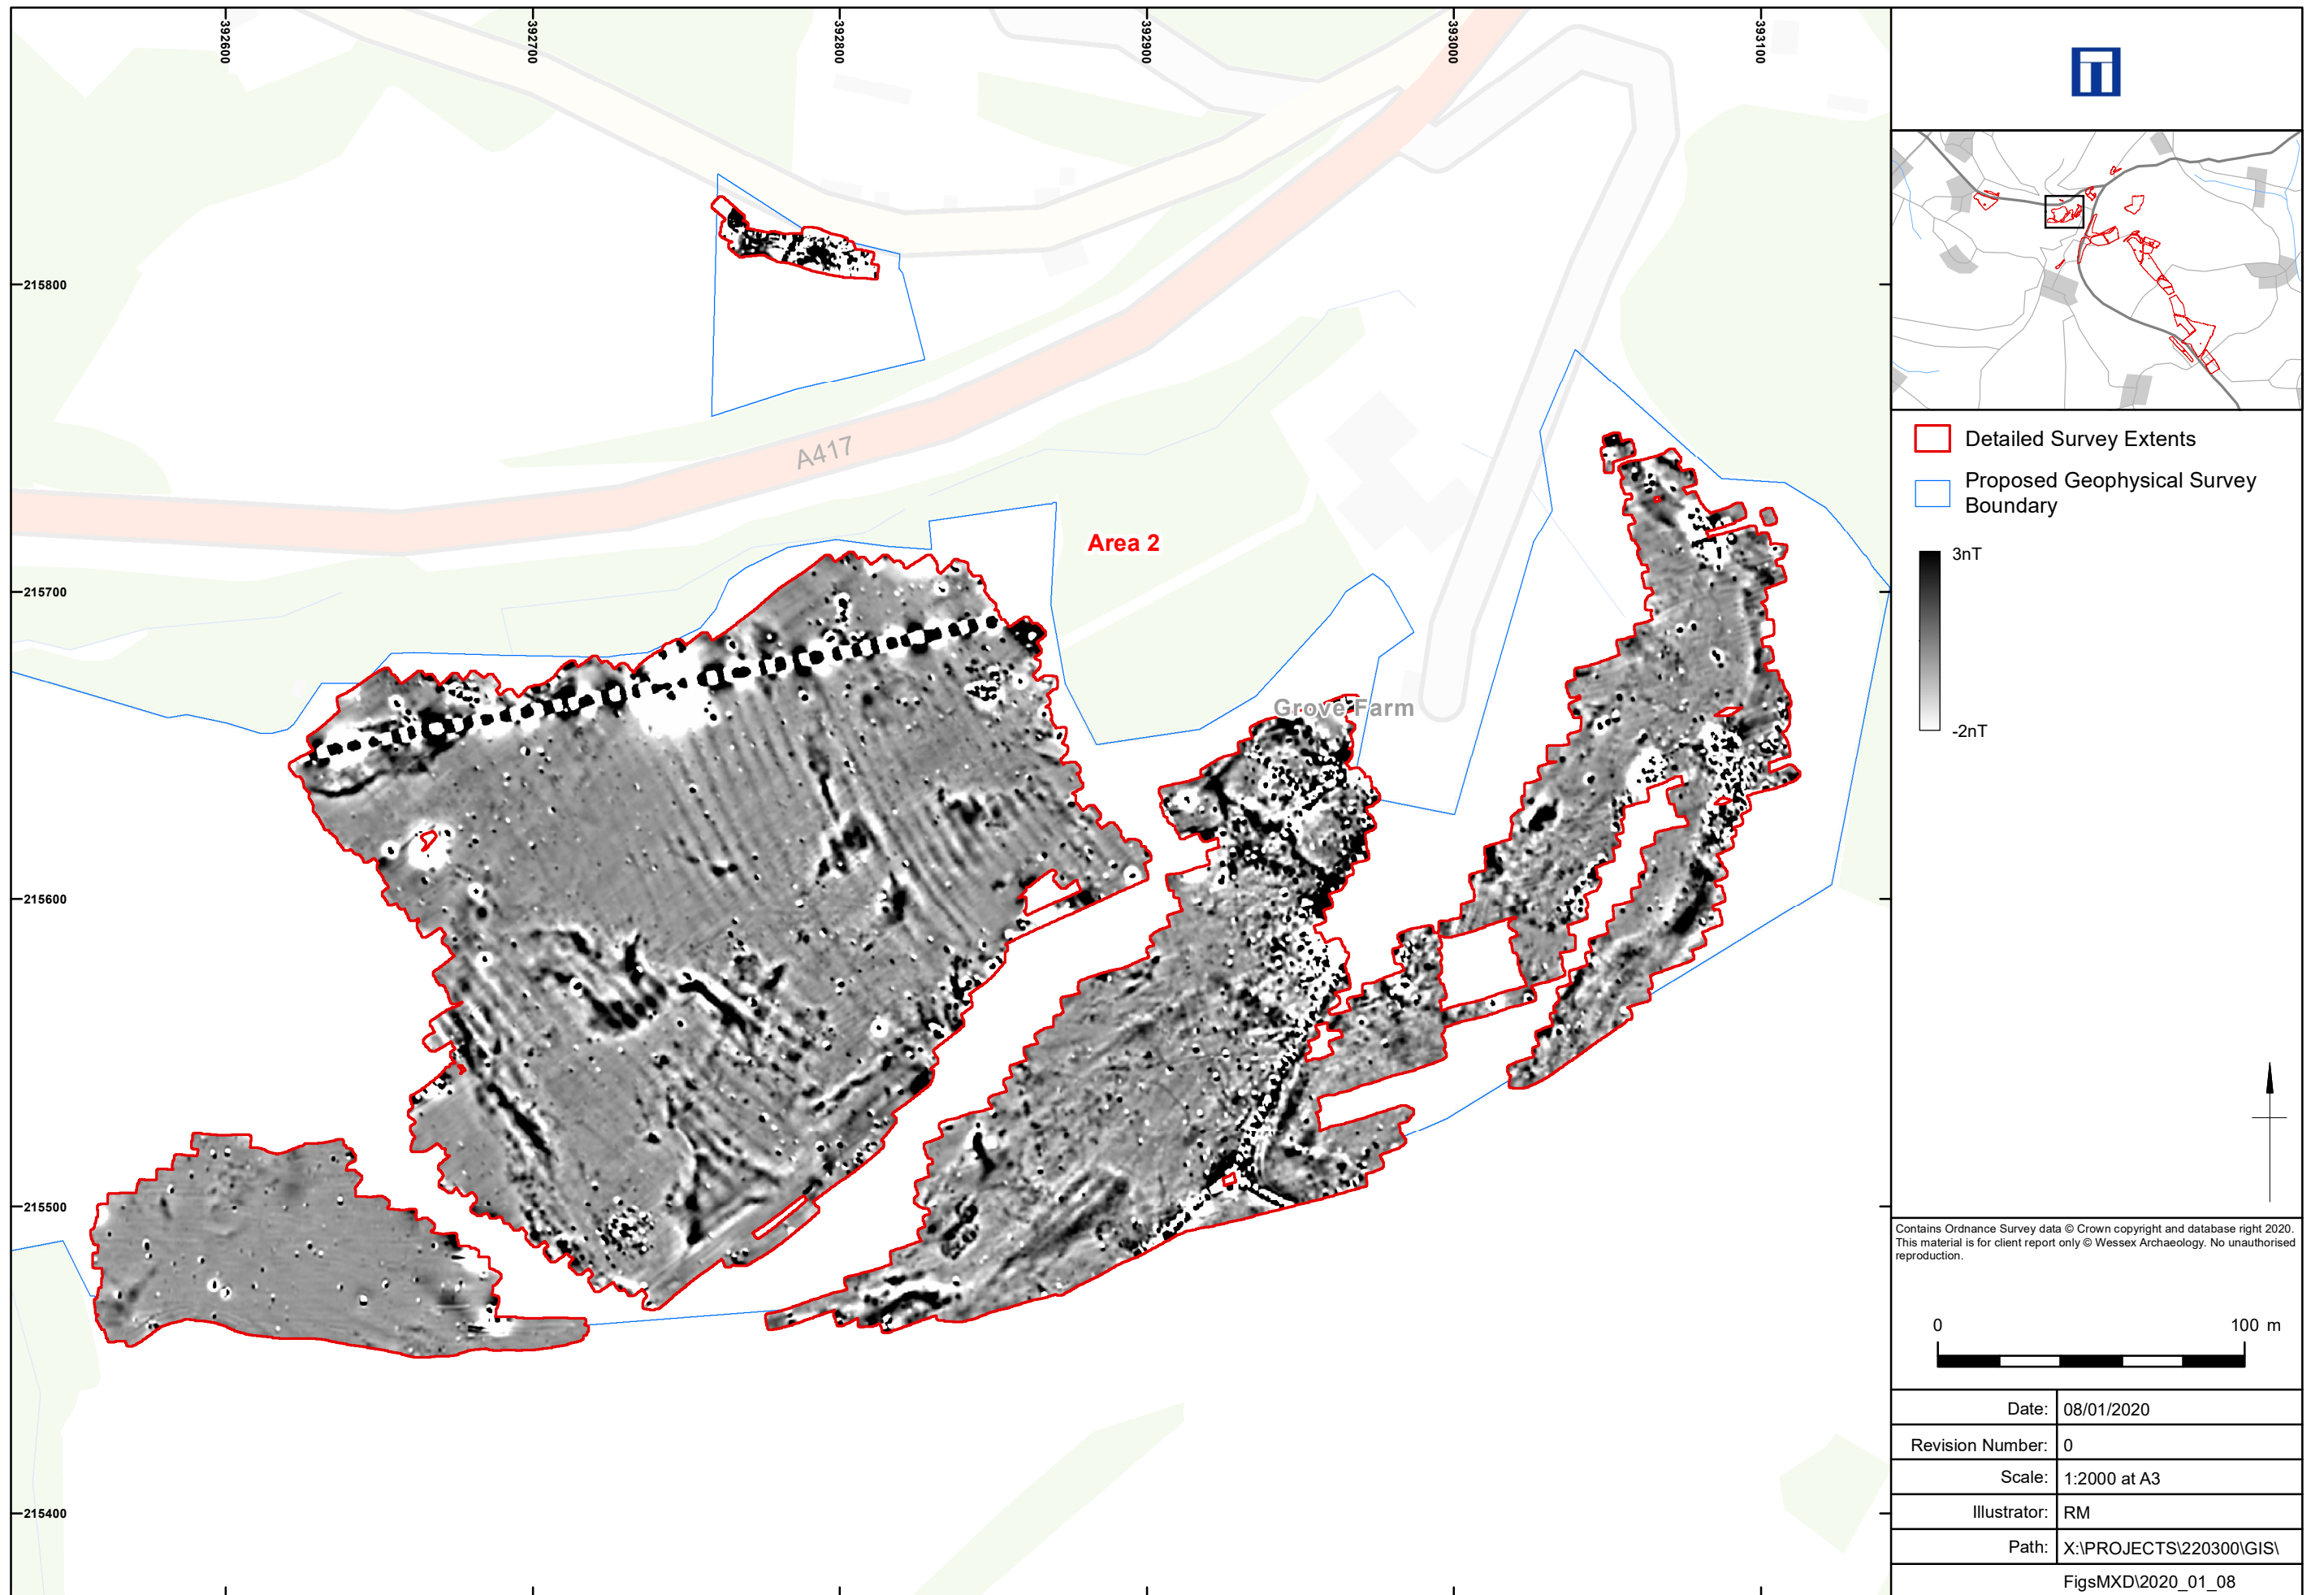 392600
392700
392800
392900
393000
393100
215800
215700
215600
215500
215400
A417
Area 2
Grove Farm
Detailed Survey Extents
Proposed Geophysical Survey
Boundary
3nT
-2nT
Contains Ordnance Survey data © Crown copyright and database right 2020.
This material is for client report only © Wessex Archaeology. No unauthorised
reproduction.
0 100 m
Date: 08/01/2020
Revision Number: 0
Scale: 1:2000 at A3
Illustrator: RM
Path: X:\PROJECTS\220300\GIS\
FigsMXD\2020_01_08